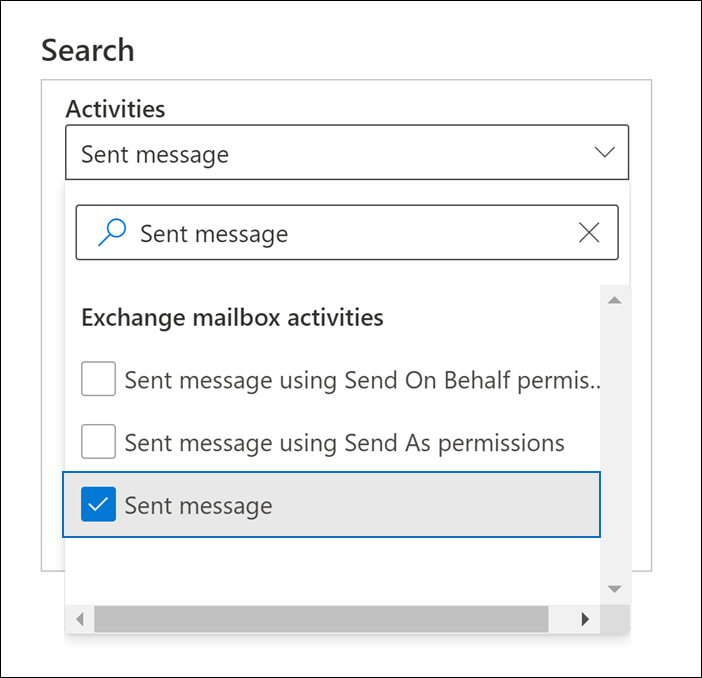 Search
Activities
Sent message
Sent message
Exchange mailbox activities
Sent message using Send On Behalf permis..
Sent message using Send As permissions
Sent message